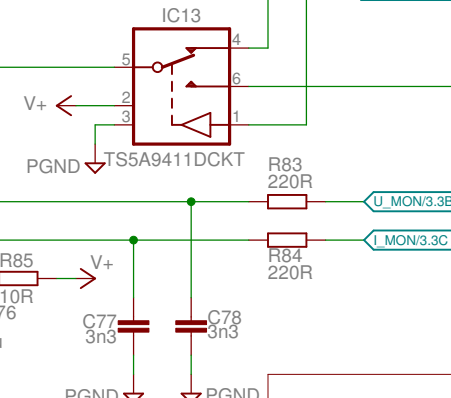 IC13
4
5
6
V+
2
3
1
PGND
TS5A9411DCKT
R83
220R
U_MON/3.3B
I_MON/3.3C
R84
220R
R85
V+
10R
76
C77
3n3
C78
3n3
PGND
PGND